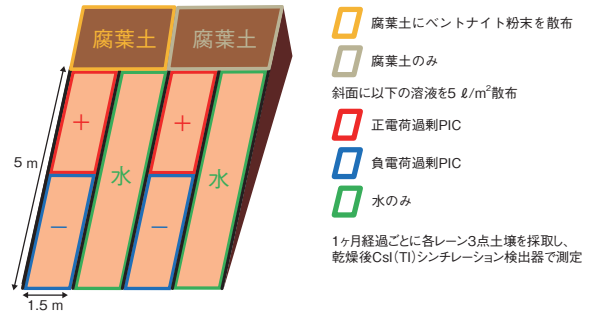 腐葉土
腐葉土
+
+
水
水
−
−
5 m
1.5 m
腐葉土にベントナイト粉末を散布
腐葉土のみ
斜面に以下の溶液を5 ℓ/m²散布
正電荷過剰PIC
負電荷過剰PIC
水のみ
1ヶ月経過ごとに各レーン3点土壌を採取し、
乾燥後CsI(Tl)シンチレーション検出器で測定